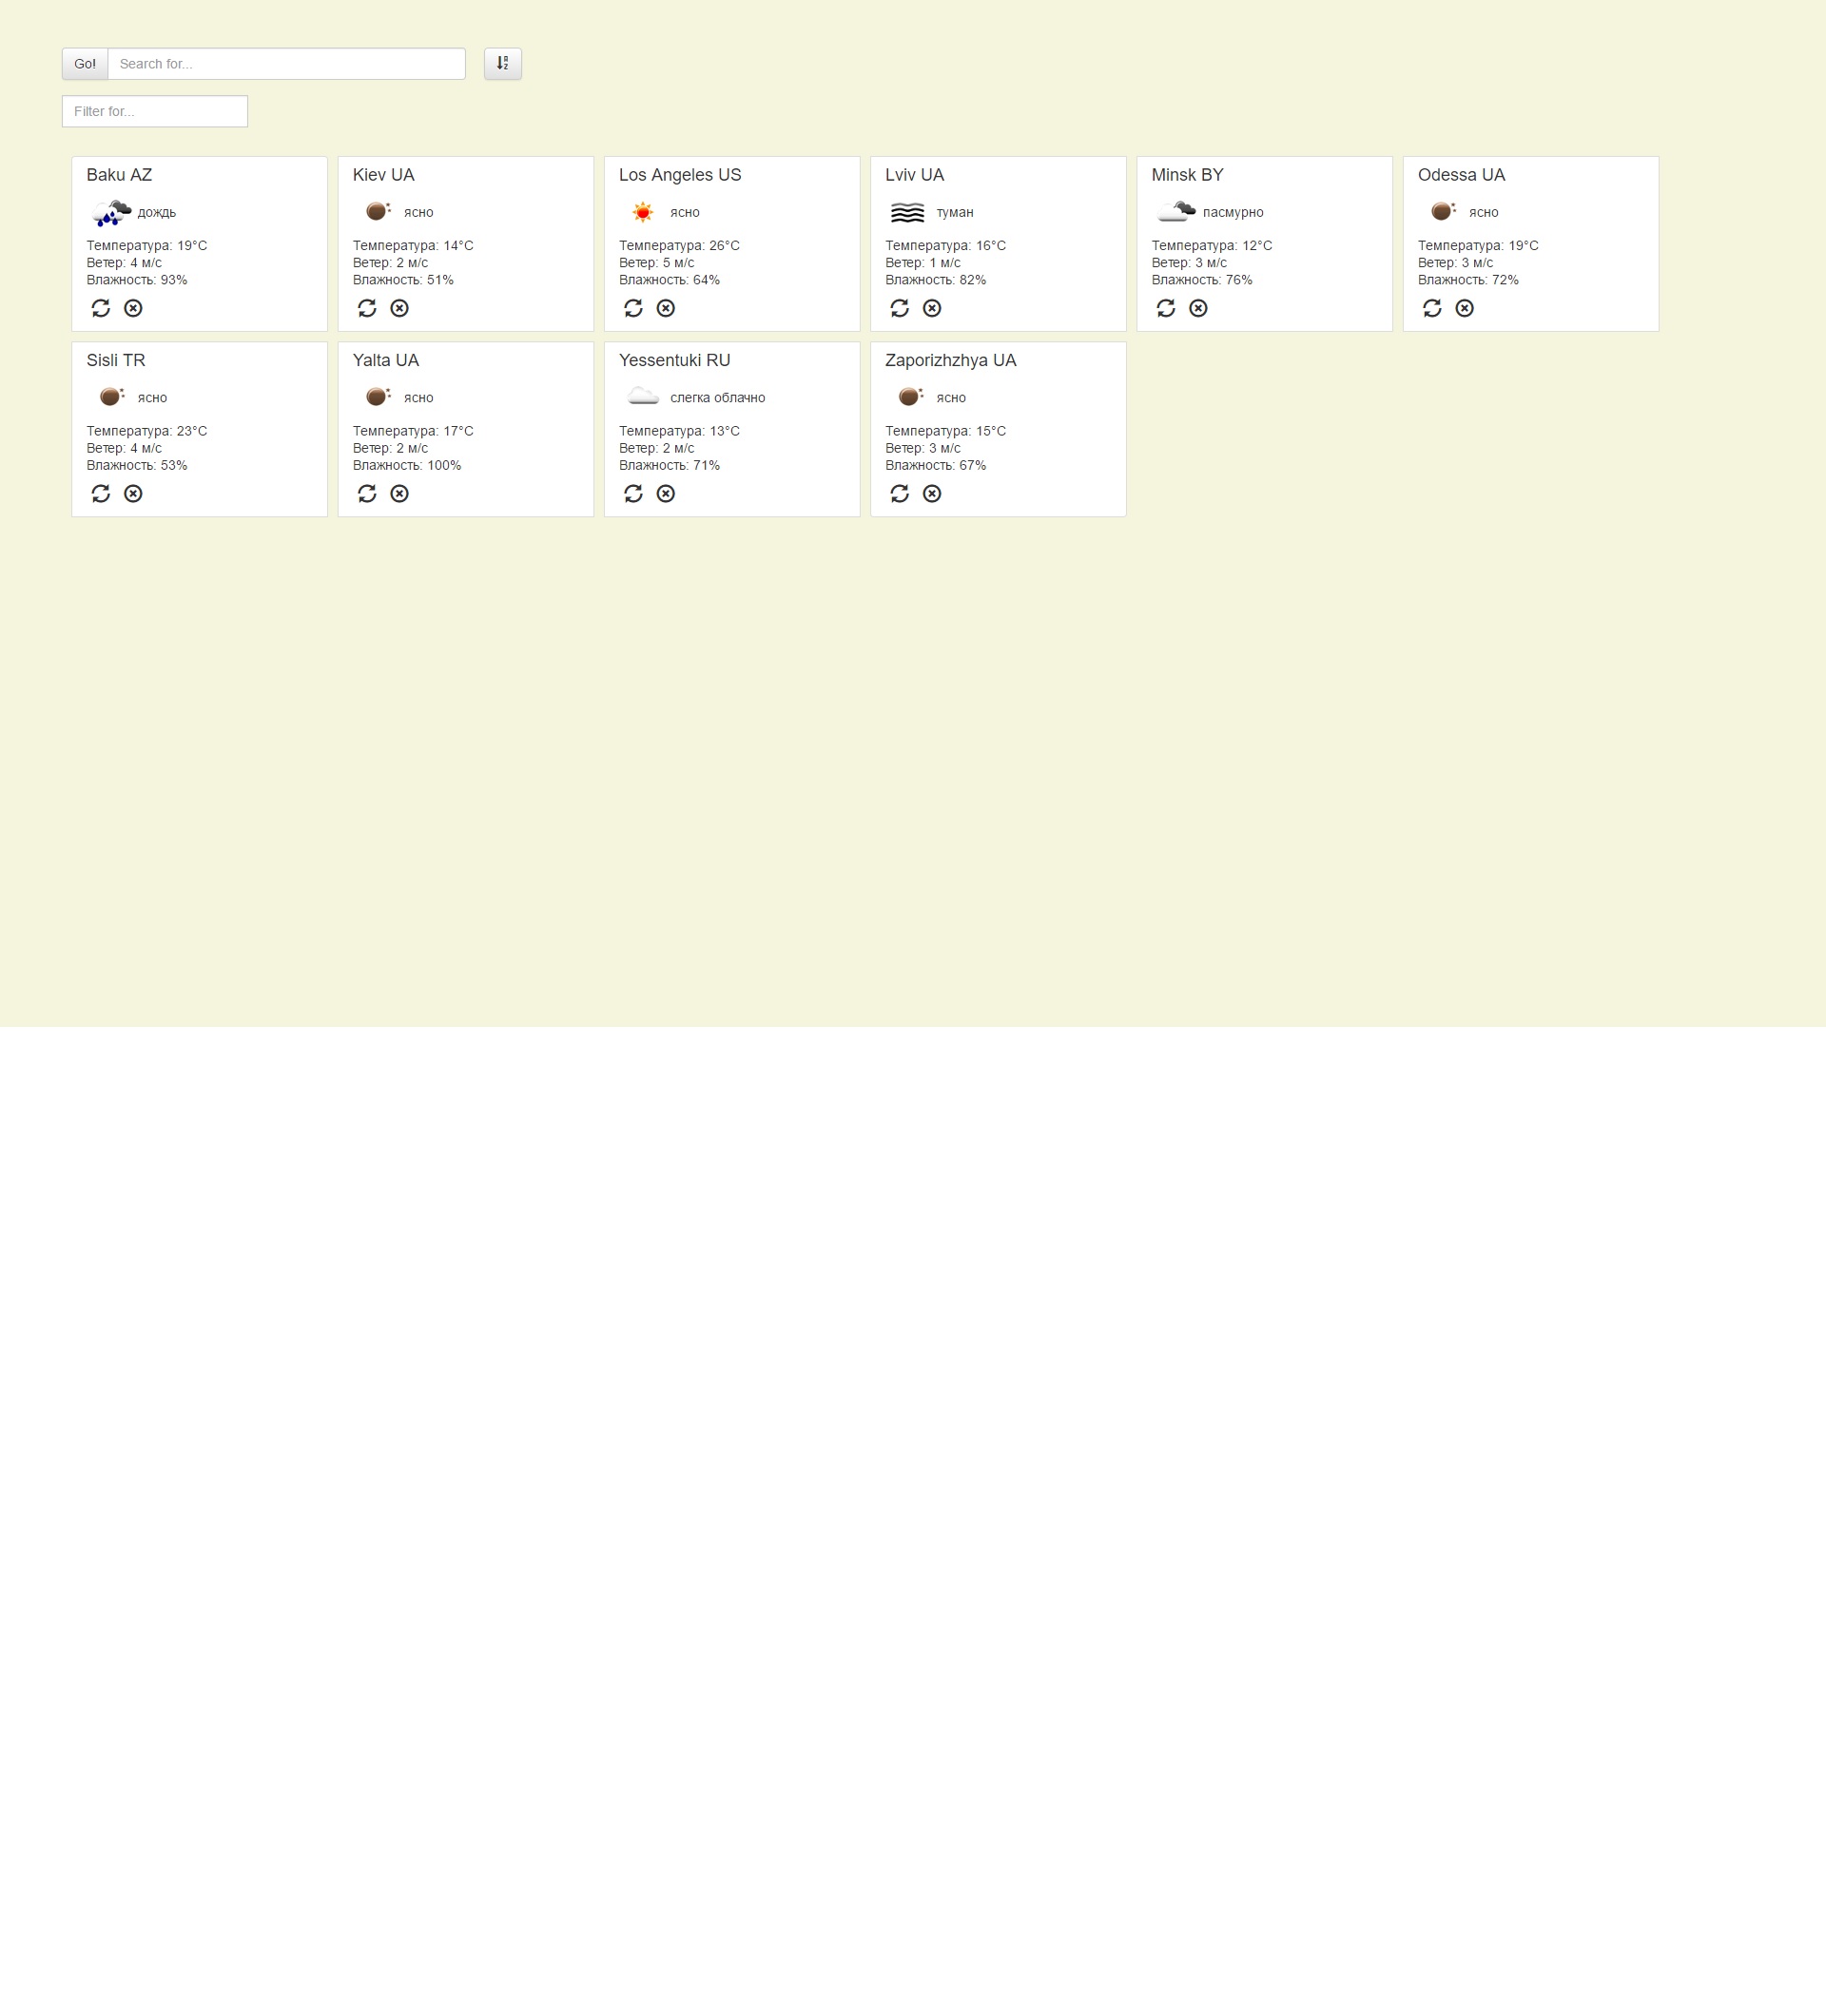 Go! Search for...
Filter for...
Baku AZ
дождь
Температура: 19°C
Ветер: 4 м/с
Влажность: 93%
Kiev UA
ясно
Температура: 14°C
Ветер: 2 м/с
Влажность: 51%
Los Angeles US
ясно
Температура: 26°C
Ветер: 5 м/с
Влажность: 64%
Lviv UA
туман
Температура: 16°C
Ветер: 1 м/с
Влажность: 82%
Minsk BY
пасмурно
Температура: 12°C
Ветер: 3 м/с
Влажность: 76%
Odessa UA
ясно
Температура: 19°C
Ветер: 3 м/с
Влажность: 72%
Sisli TR
ясно
Температура: 23°C
Ветер: 4 м/с
Влажность: 53%
Yalta UA
ясно
Температура: 17°C
Ветер: 2 м/с
Влажность: 100%
Yessentuki RU
слегка облачно
Температура: 13°C
Ветер: 2 м/с
Влажность: 71%
Zaporizhzhya UA
ясно
Температура: 15°C
Ветер: 3 м/с
Влажность: 67%